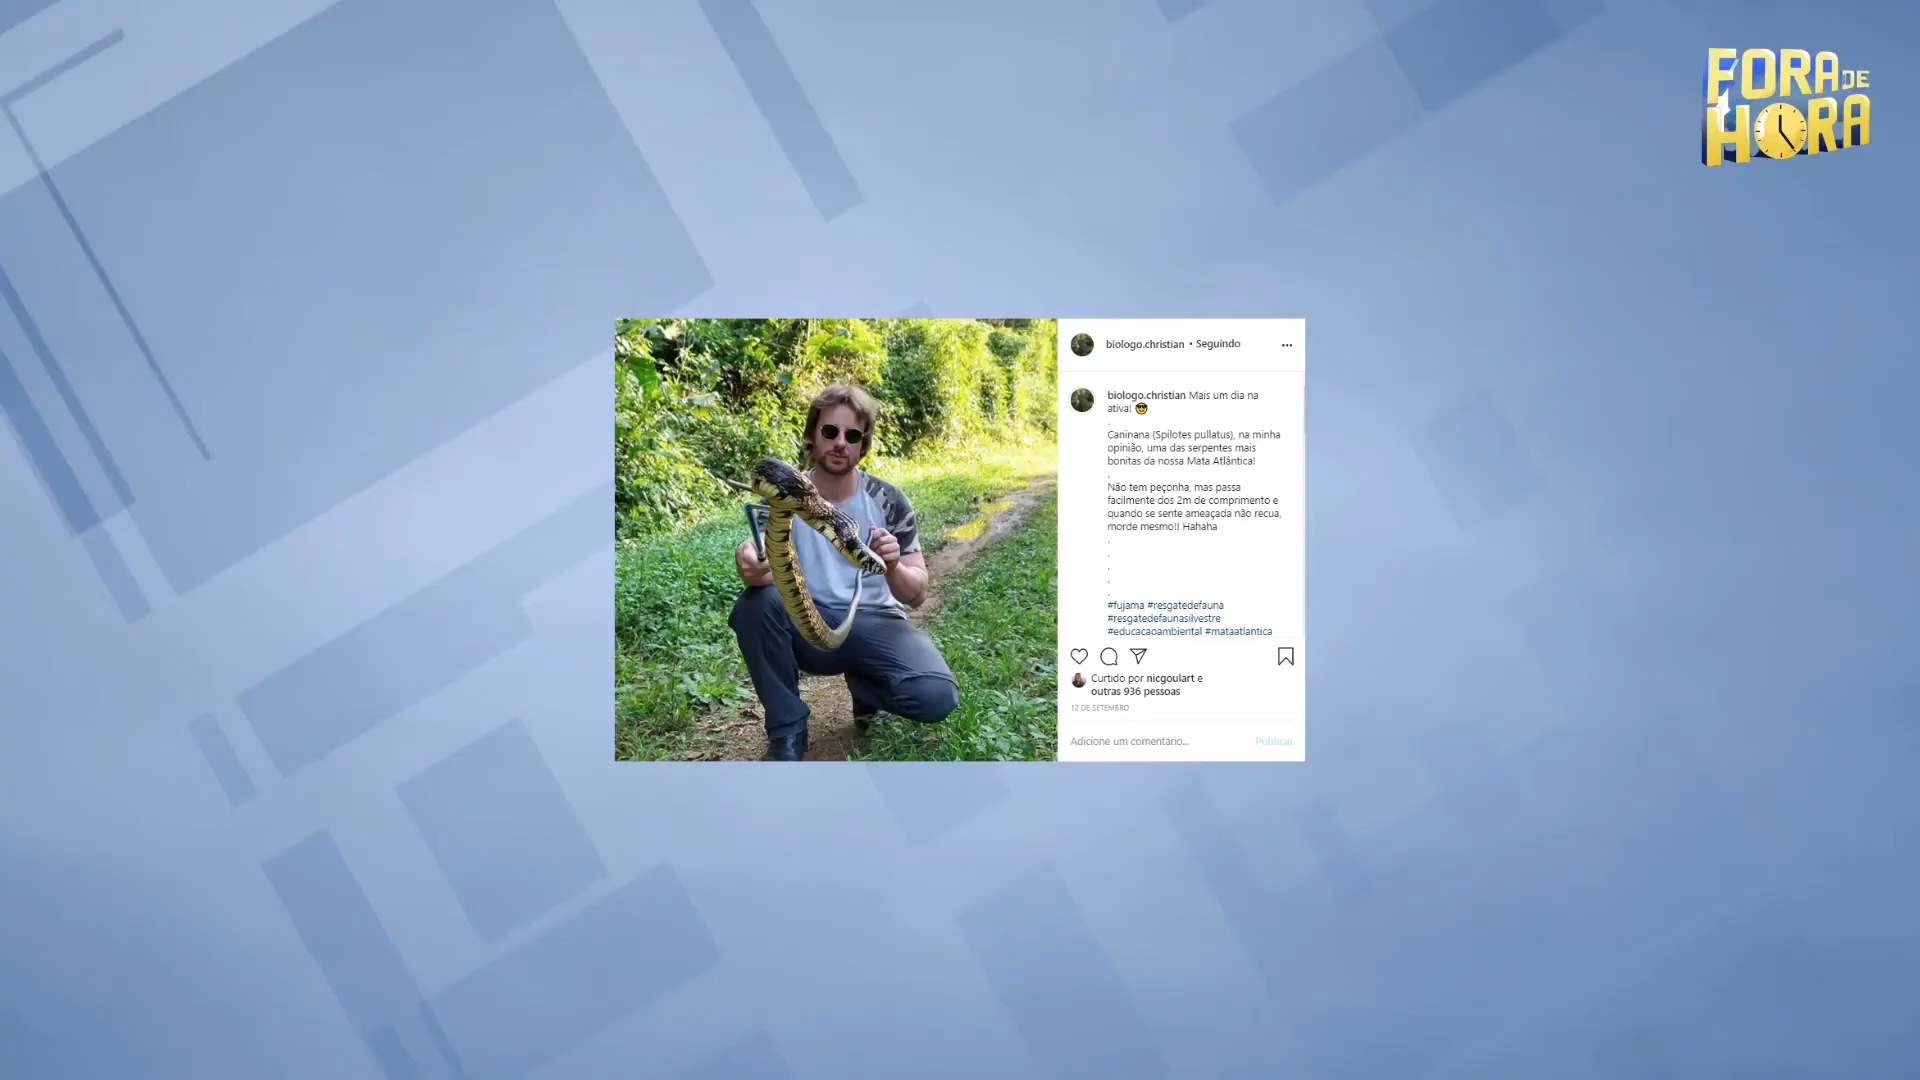 FORA DE
HORA
biologo.christian • Seguindo
biologo.christian Mais um dia na
ativa! 😎
.
Caninana (Spilotes pullatus), na minha
opinião, uma das serpentes mais
bonitas da nossa Mata Atlântica!
.
Não tem peçonha, mas passa
facilmente dos 2m de comprimento e
quando se sente ameaçada não recua,
morde mesmo!! Hahaha
.
.
.
.
.
#fujama #resgatedefauna
#resgatedefaunasilvestre
#educacaoambiental #mataatlantica
Curtido por nicgoulart e
outras 936 pessoas
12 DE SETEMBRO
Adicione um comentário... Publicar